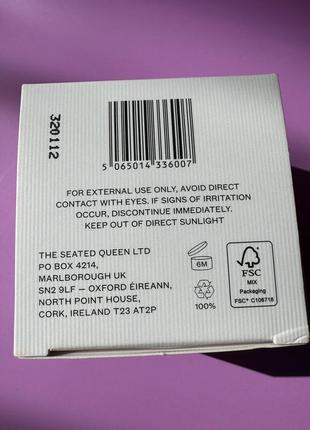 320112
5 065014 336007
FOR EXTERNAL USE ONLY, AVOID DIRECT
CONTACT WITH EYES. IF SIGNS OF IRRITATION
OCCUR, DISCONTINUE IMMEDIATELY.
KEEP OUT OF DIRECT SUNLIGHT
THE SEATED QUEEN LTD
PO BOX 4214,
MARLBOROUGH UK
SN2 9LF — OXFORD ÉIREANN,
NORTH POINT HOUSE,
CORK, IRELAND T23 AT2P
6M
100%
FSC
MIX
Packaging
FSC® C106718